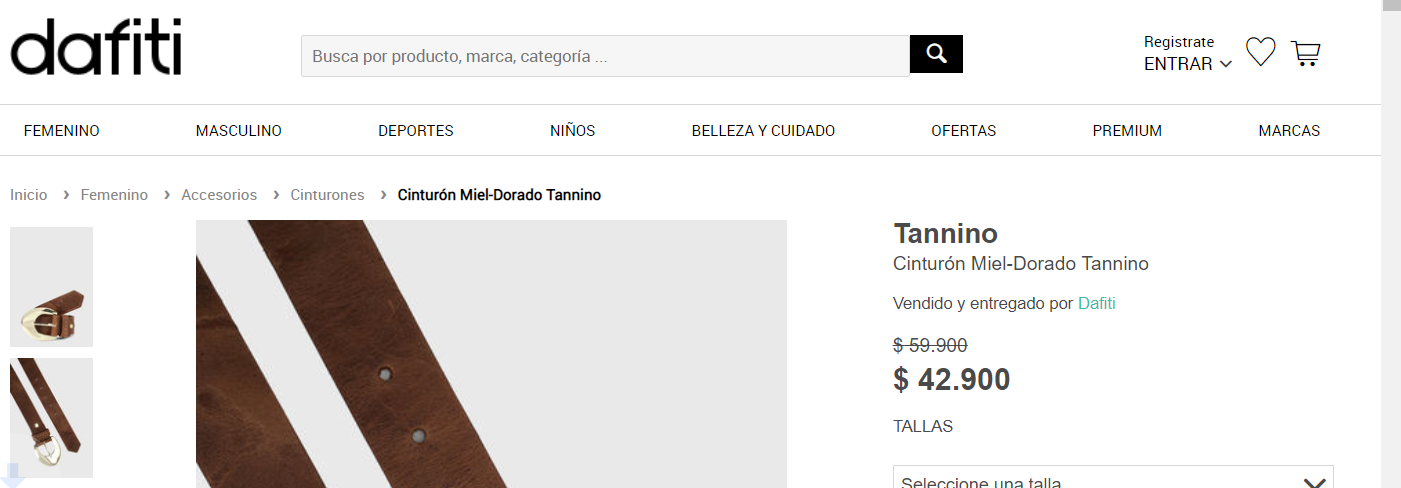 dafiti
Busca por producto, marca, categoría ...
Registrate
ENTRAR
FEMENINO MASCULINO DEPORTES NIÑOS BELLEZA Y CUIDADO OFERTAS PREMIUM MARCAS
Inicio › Femenino › Accesorios › Cinturones › Cinturón Miel-Dorado Tannino
Tannino
Cinturón Miel-Dorado Tannino
Vendido y entregado por Dafiti
$ 59.900
$ 42.900
TALLAS
Seleccione una talla